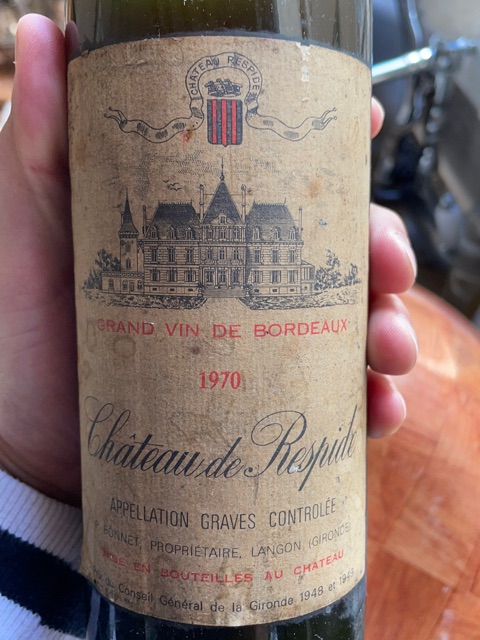 CHATEAU RESPIDE
GRAND VIN DE BORDEAUX
1970
Château de Respide
APPELLATION GRAVES CONTROLÉE
P. BONNET, PROPRIÉTAIRE, LANGON (GIRONDE)
MISE EN BOUTEILLES AU CHATEAU
du Conseil Général de la Gironde 1948 et 1949